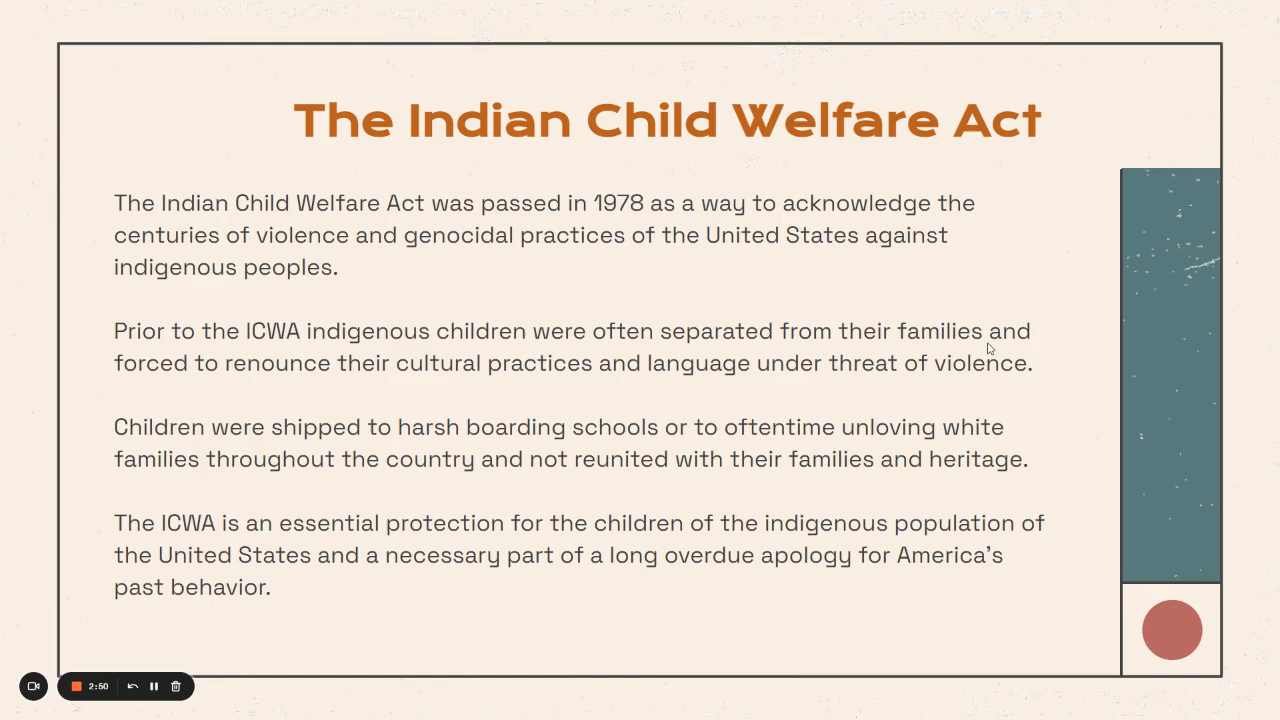 The Indian Child Welfare Act
The Indian Child Welfare Act was passed in 1978 as a way to acknowledge the
centuries of violence and genocidal practices of the United States against
indigenous peoples.
Prior to the ICWA indigenous children were often separated from their families and
forced to renounce their cultural practices and language under threat of violence.
Children were shipped to harsh boarding schools or to oftentime unloving white
families throughout the country and not reunited with their families and heritage.
The ICWA is an essential protection for the children of the indigenous population of
the United States and a necessary part of a long overdue apology for America's
past behavior.
2:50